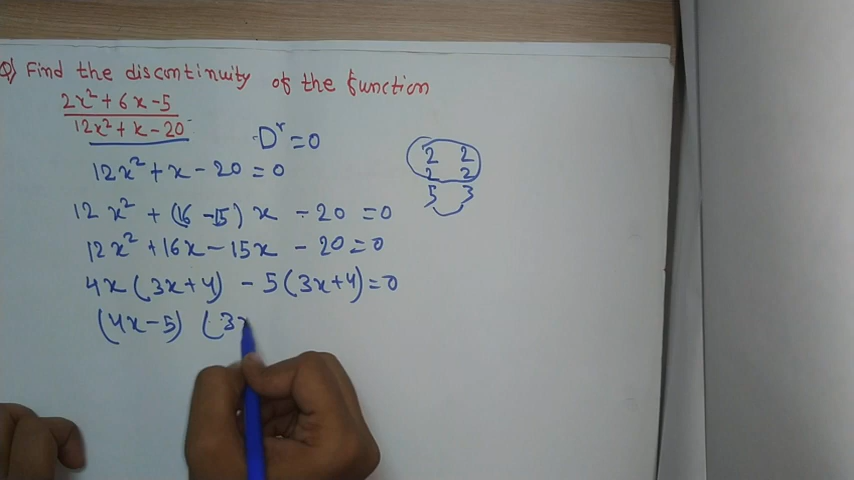 Q) Find the discontinuity of the function
2x² + 6x - 5
12x² + x - 20
Dʳ = 0
12x² + x - 20 = 0
2 2
2 2
5 3
12x² + (16 - 15) x - 20 = 0
12x² + 16x - 15x - 20 = 0
4x (3x + 4) - 5 (3x + 4) = 0
(4x - 5) (3x